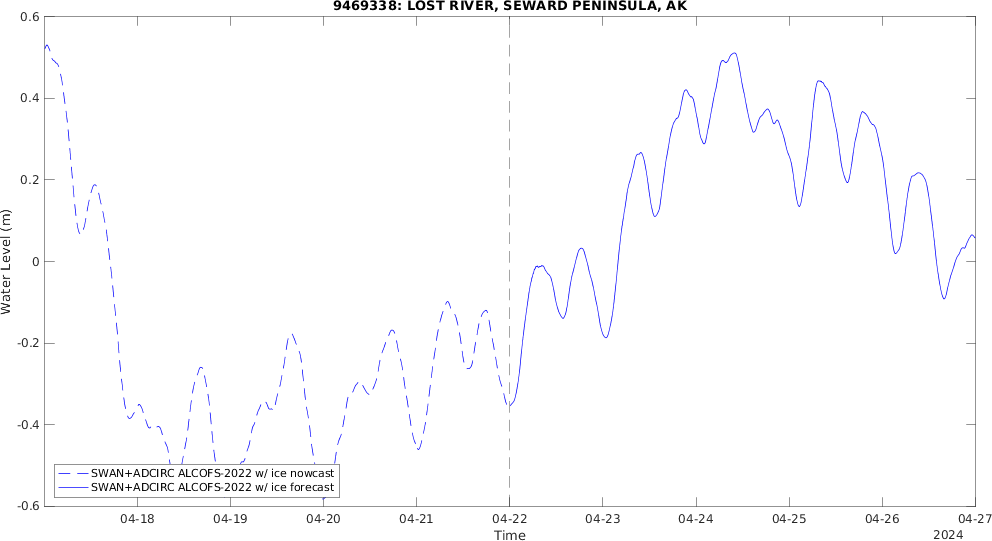 9469338: LOST RIVER, SEWARD PENINSULA, AK
0.6
0.4
0.2
0
-0.2
-0.4
-0.6
Water Level (m)
SWAN+ADCIRC ALCOFS-2022 w/ ice nowcast
SWAN+ADCIRC ALCOFS-2022 w/ ice forecast
04-18 04-19 04-20 04-21 04-22 04-23 04-24 04-25 04-26 04-27
Time
2024